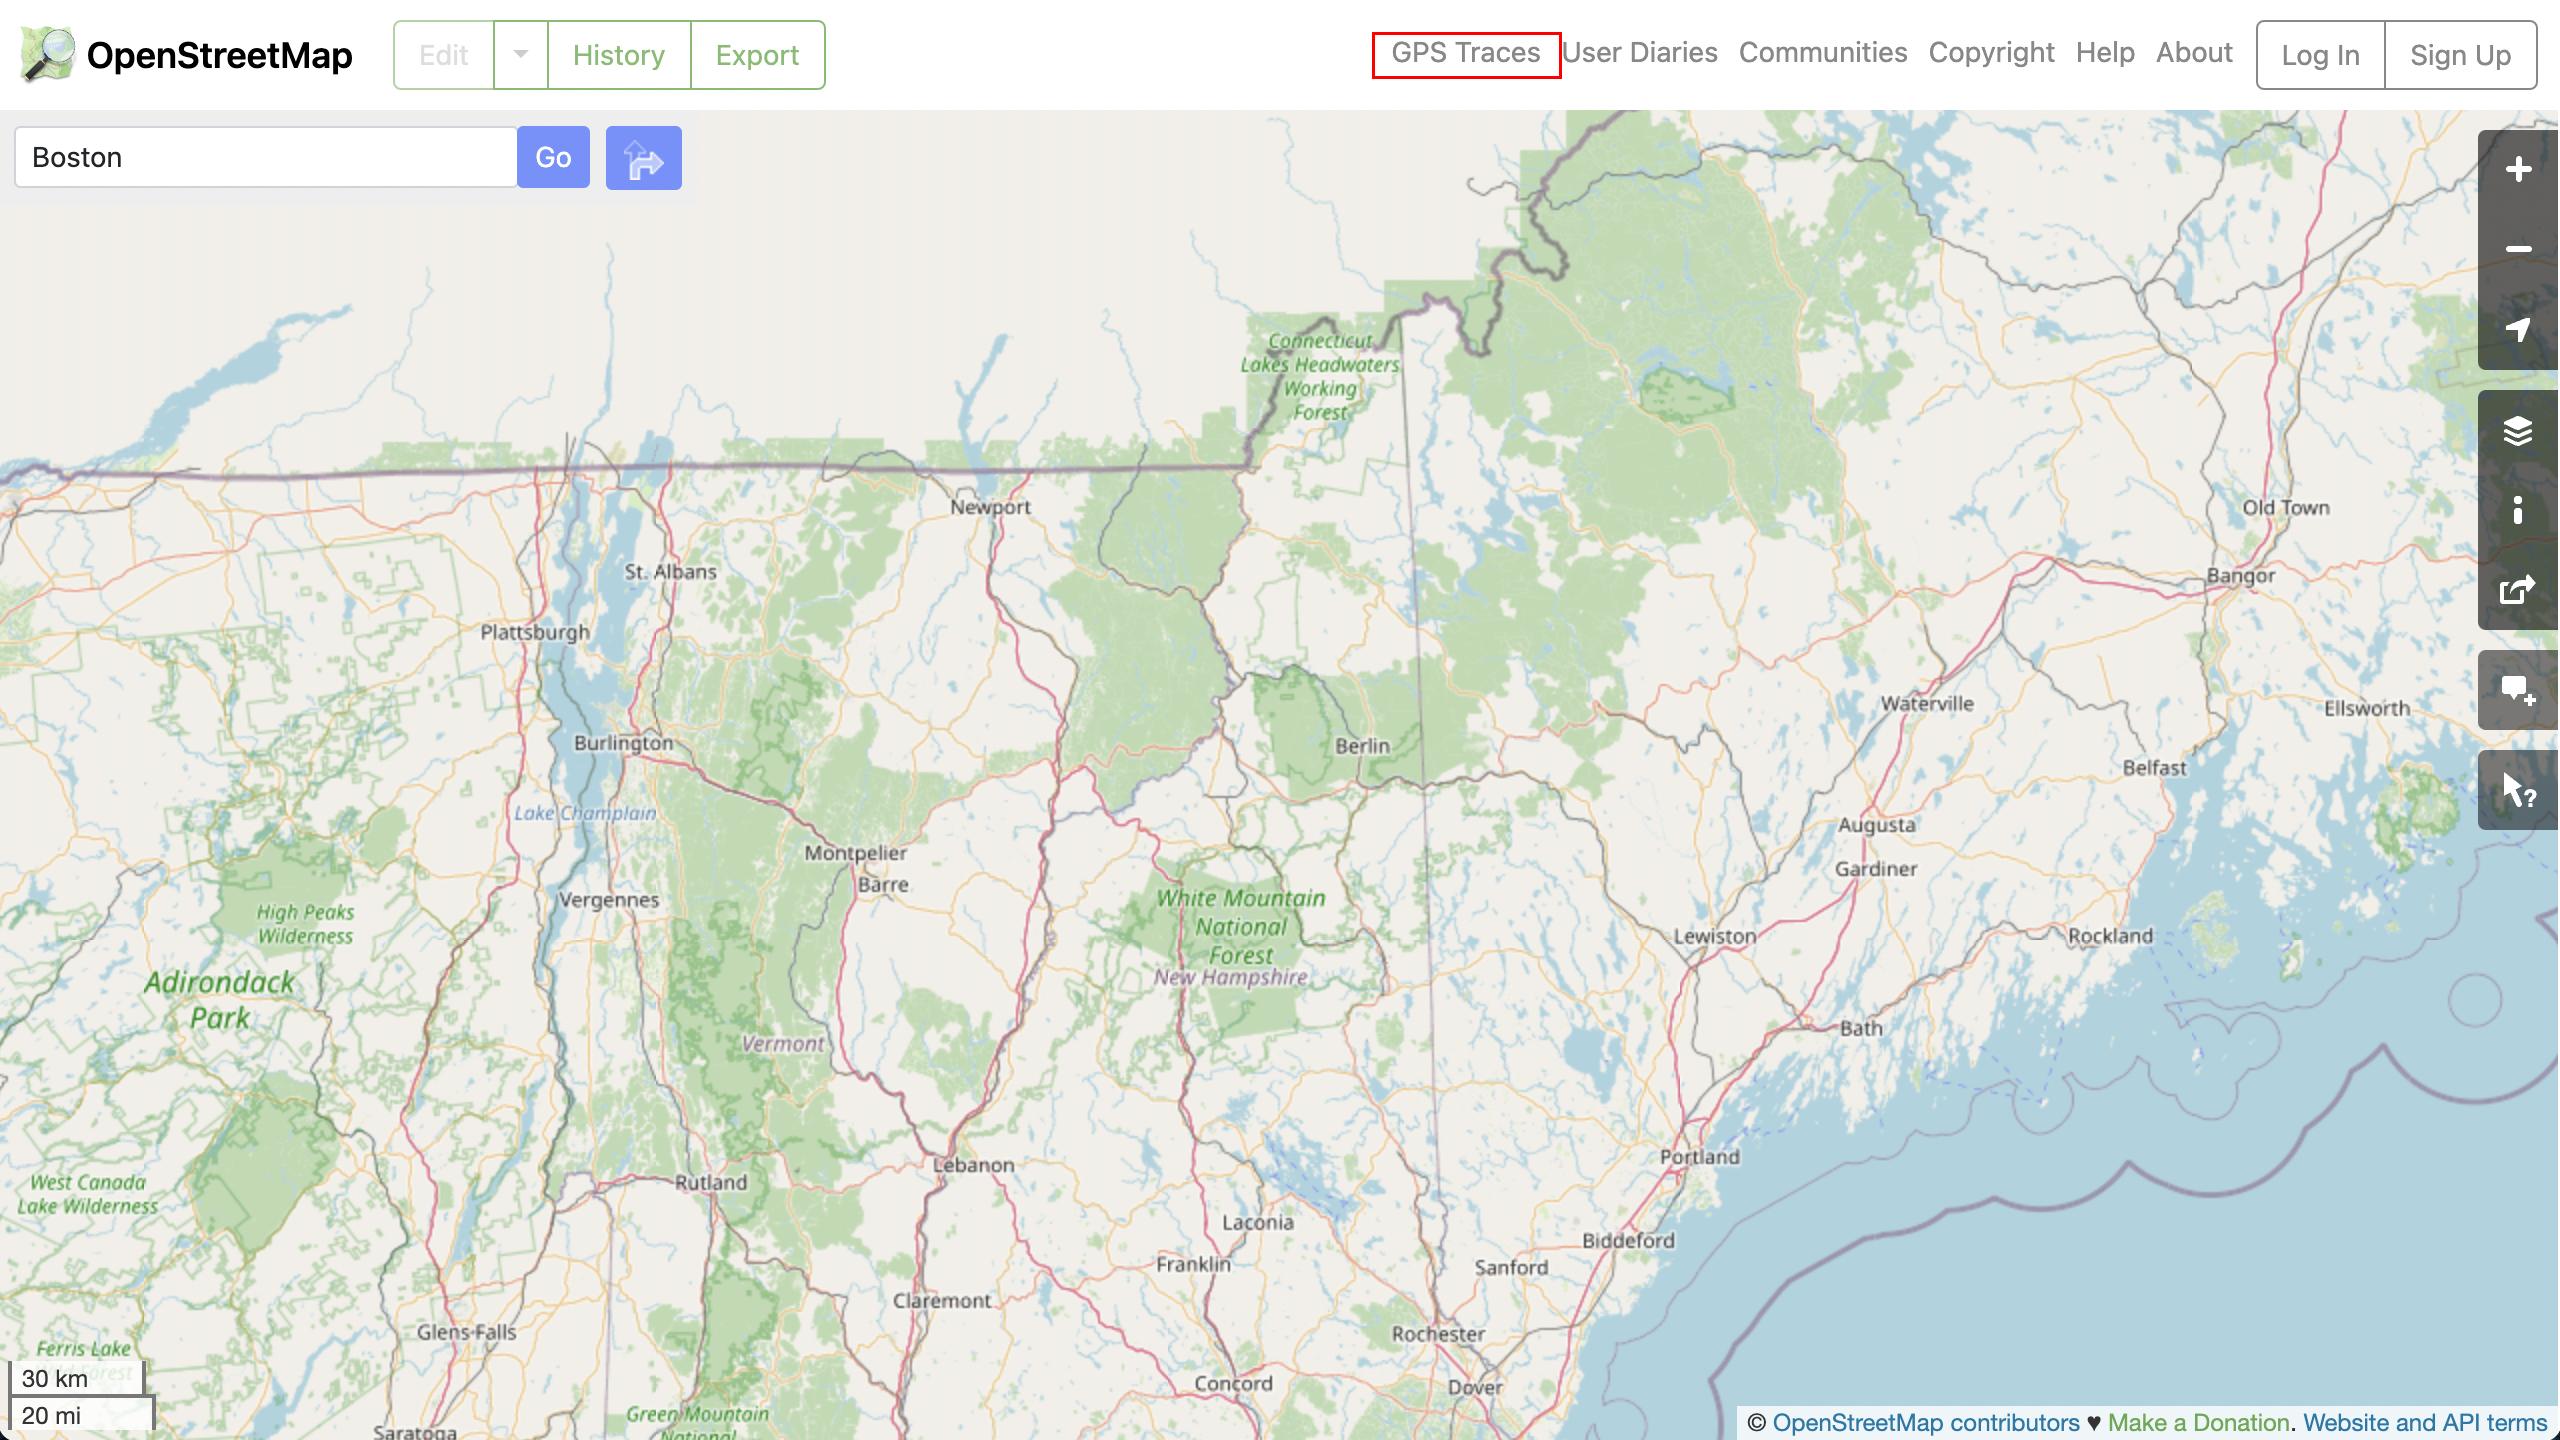 OpenStreetMap
Edit
History
Export
GPS Traces
User Diaries
Communities
Copyright
Help
About
Log In
Sign Up
Boston
Go
Connecticut
Lakes Headwaters
Working
Forest
Newport
Old Town
St. Albans
Bangor
Plattsburgh
Waterville
Ellsworth
Burlington
Berlin
Belfast
Lake Champlain
Augusta
Montpelier
Gardiner
Barre
Vergennes
White Mountain
National
Forest
New Hampshire
High Peaks
Wilderness
Lewiston
Rockland
Adirondack
Park
Bath
Vermont
Portland
Lebanon
West Canada
Lake Wilderness
Rutland
Laconia
Biddeford
Franklin
Sanford
Claremont
Glens Falls
Rochester
Ferris Lake
Wild Forest
30 km
Concord
Dover
20 mi
Green Mountain
National
Saratoga
© OpenStreetMap contributors ♥ Make a Donation. Website and API terms